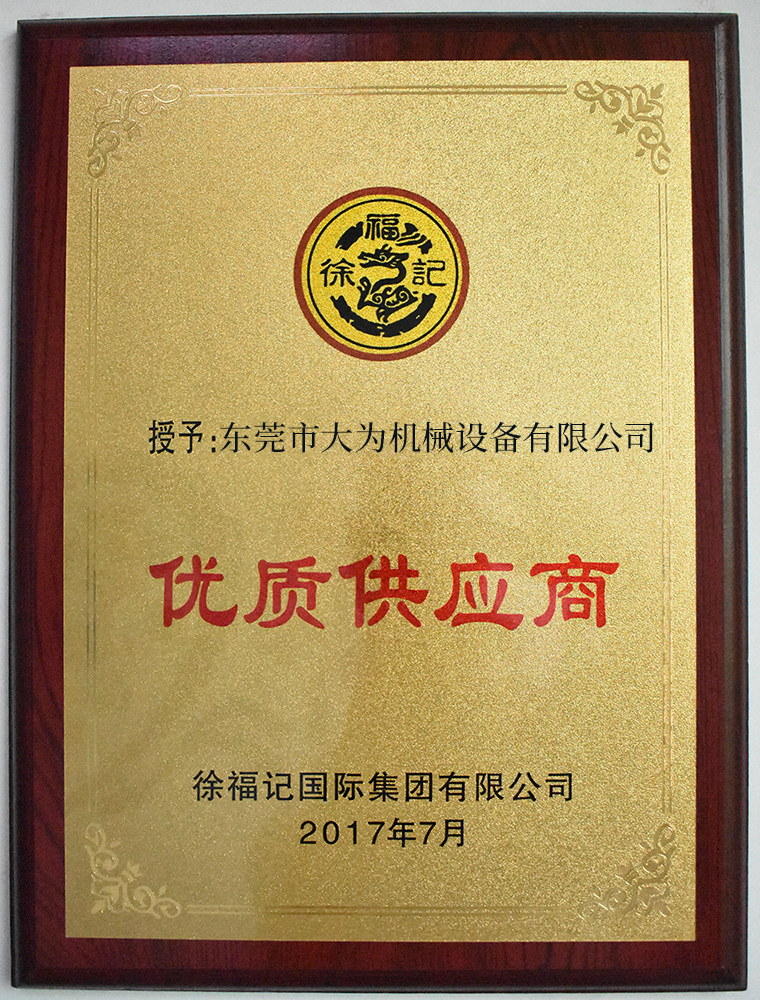 福
徐 記
授予:东莞市大为机械设备有限公司
优质供应商
徐福记国际集团有限公司
2017年7月